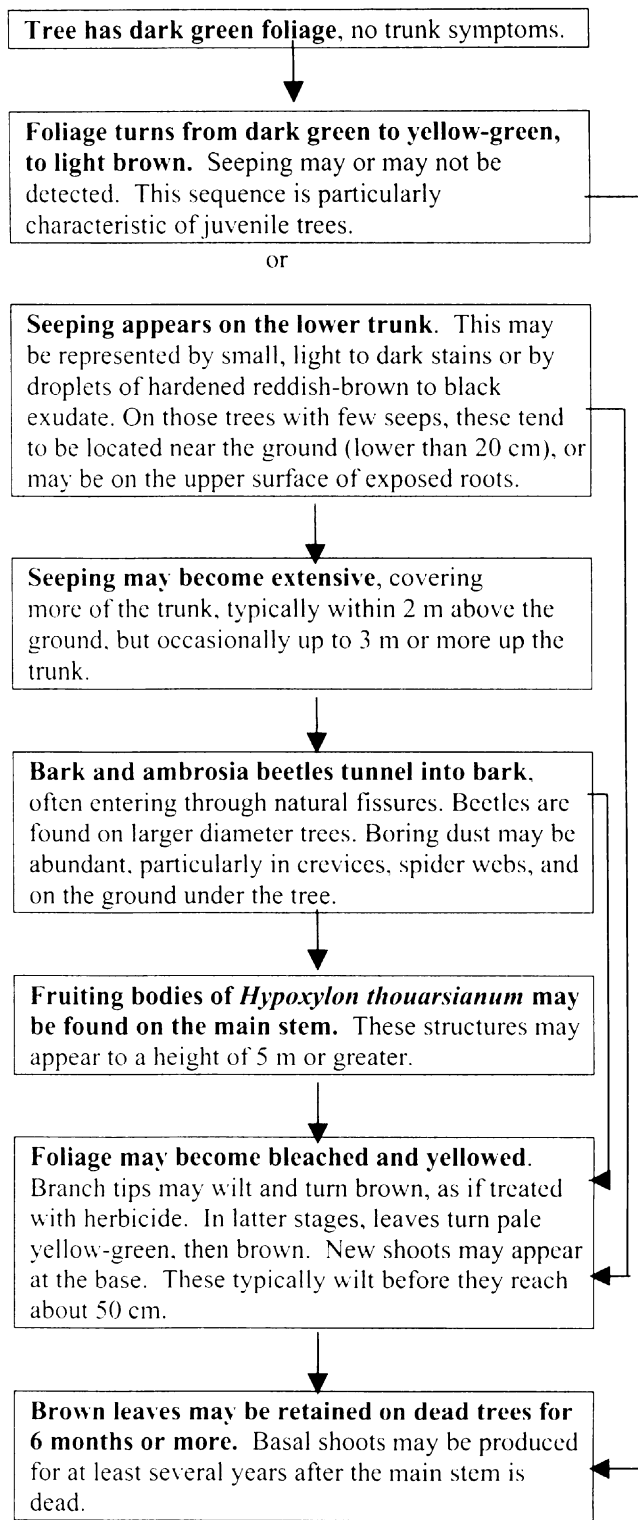 Tree has dark green foliage, no trunk symptoms.
Foliage turns from dark green to yellow-green,
to light brown. Seeping may or may not be
detected. This sequence is particularly
characteristic of juvenile trees.
or
Seeping appears on the lower trunk. This may
be represented by small, light to dark stains or by
droplets of hardened reddish-brown to black
exudate. On those trees with few seeps, these tend
to be located near the ground (lower than 20 cm), or
may be on the upper surface of exposed roots.
Seeping may become extensive, covering
more of the trunk, typically within 2 m above the
ground, but occasionally up to 3 m or more up the
trunk.
Bark and ambrosia beetles tunnel into bark,
often entering through natural fissures. Beetles are
found on larger diameter trees. Boring dust may be
abundant, particularly in crevices, spider webs, and
on the ground under the tree.
Fruiting bodies of Hypoxylon thouarsianum may
be found on the main stem. These structures may
appear to a height of 5 m or greater.
Foliage may become bleached and yellowed.
Branch tips may wilt and turn brown, as if treated
with herbicide. In latter stages, leaves turn pale
yellow-green, then brown. New shoots may appear
at the base. These typically wilt before they reach
about 50 cm.
Brown leaves may be retained on dead trees for
6 months or more. Basal shoots may be produced
for at least several years after the main stem is
dead.